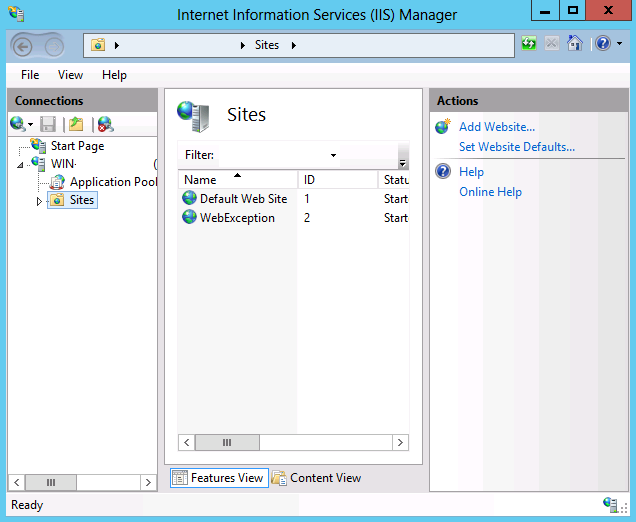 Internet Information Services (IIS) Manager
Sites
File View Help
Connections
Start Page
WIN-
(
Application Pool
Sites
Sites
Filter:
Name ID Statu
Default Web Site 1 Start
WebException 2 Start
Features View Content View
Actions
Add Website...
Set Website Defaults...
Help
Online Help
Ready